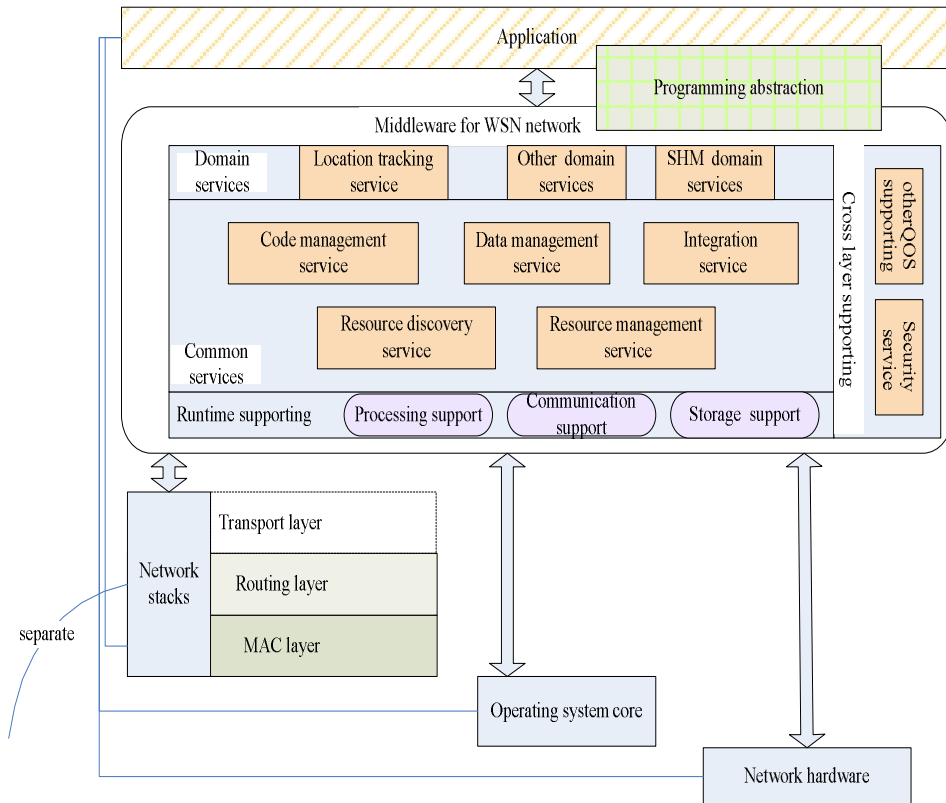 Application
Programming abstraction
Middleware for WSN network
Domain
services
Location tracking
service
Other domain
services
SHM domain
services
Code management
service
Data management
service
Integration
service
Resource discovery
service
Resource management
service
Common
services
Runtime supporting
Processing support
Communication
support
Storage support
Cross layer supporting
otherQOS
supporting
Security
service
Network
stacks
Transport layer
Routing layer
MAC layer
separate
Operating system core
Network hardware